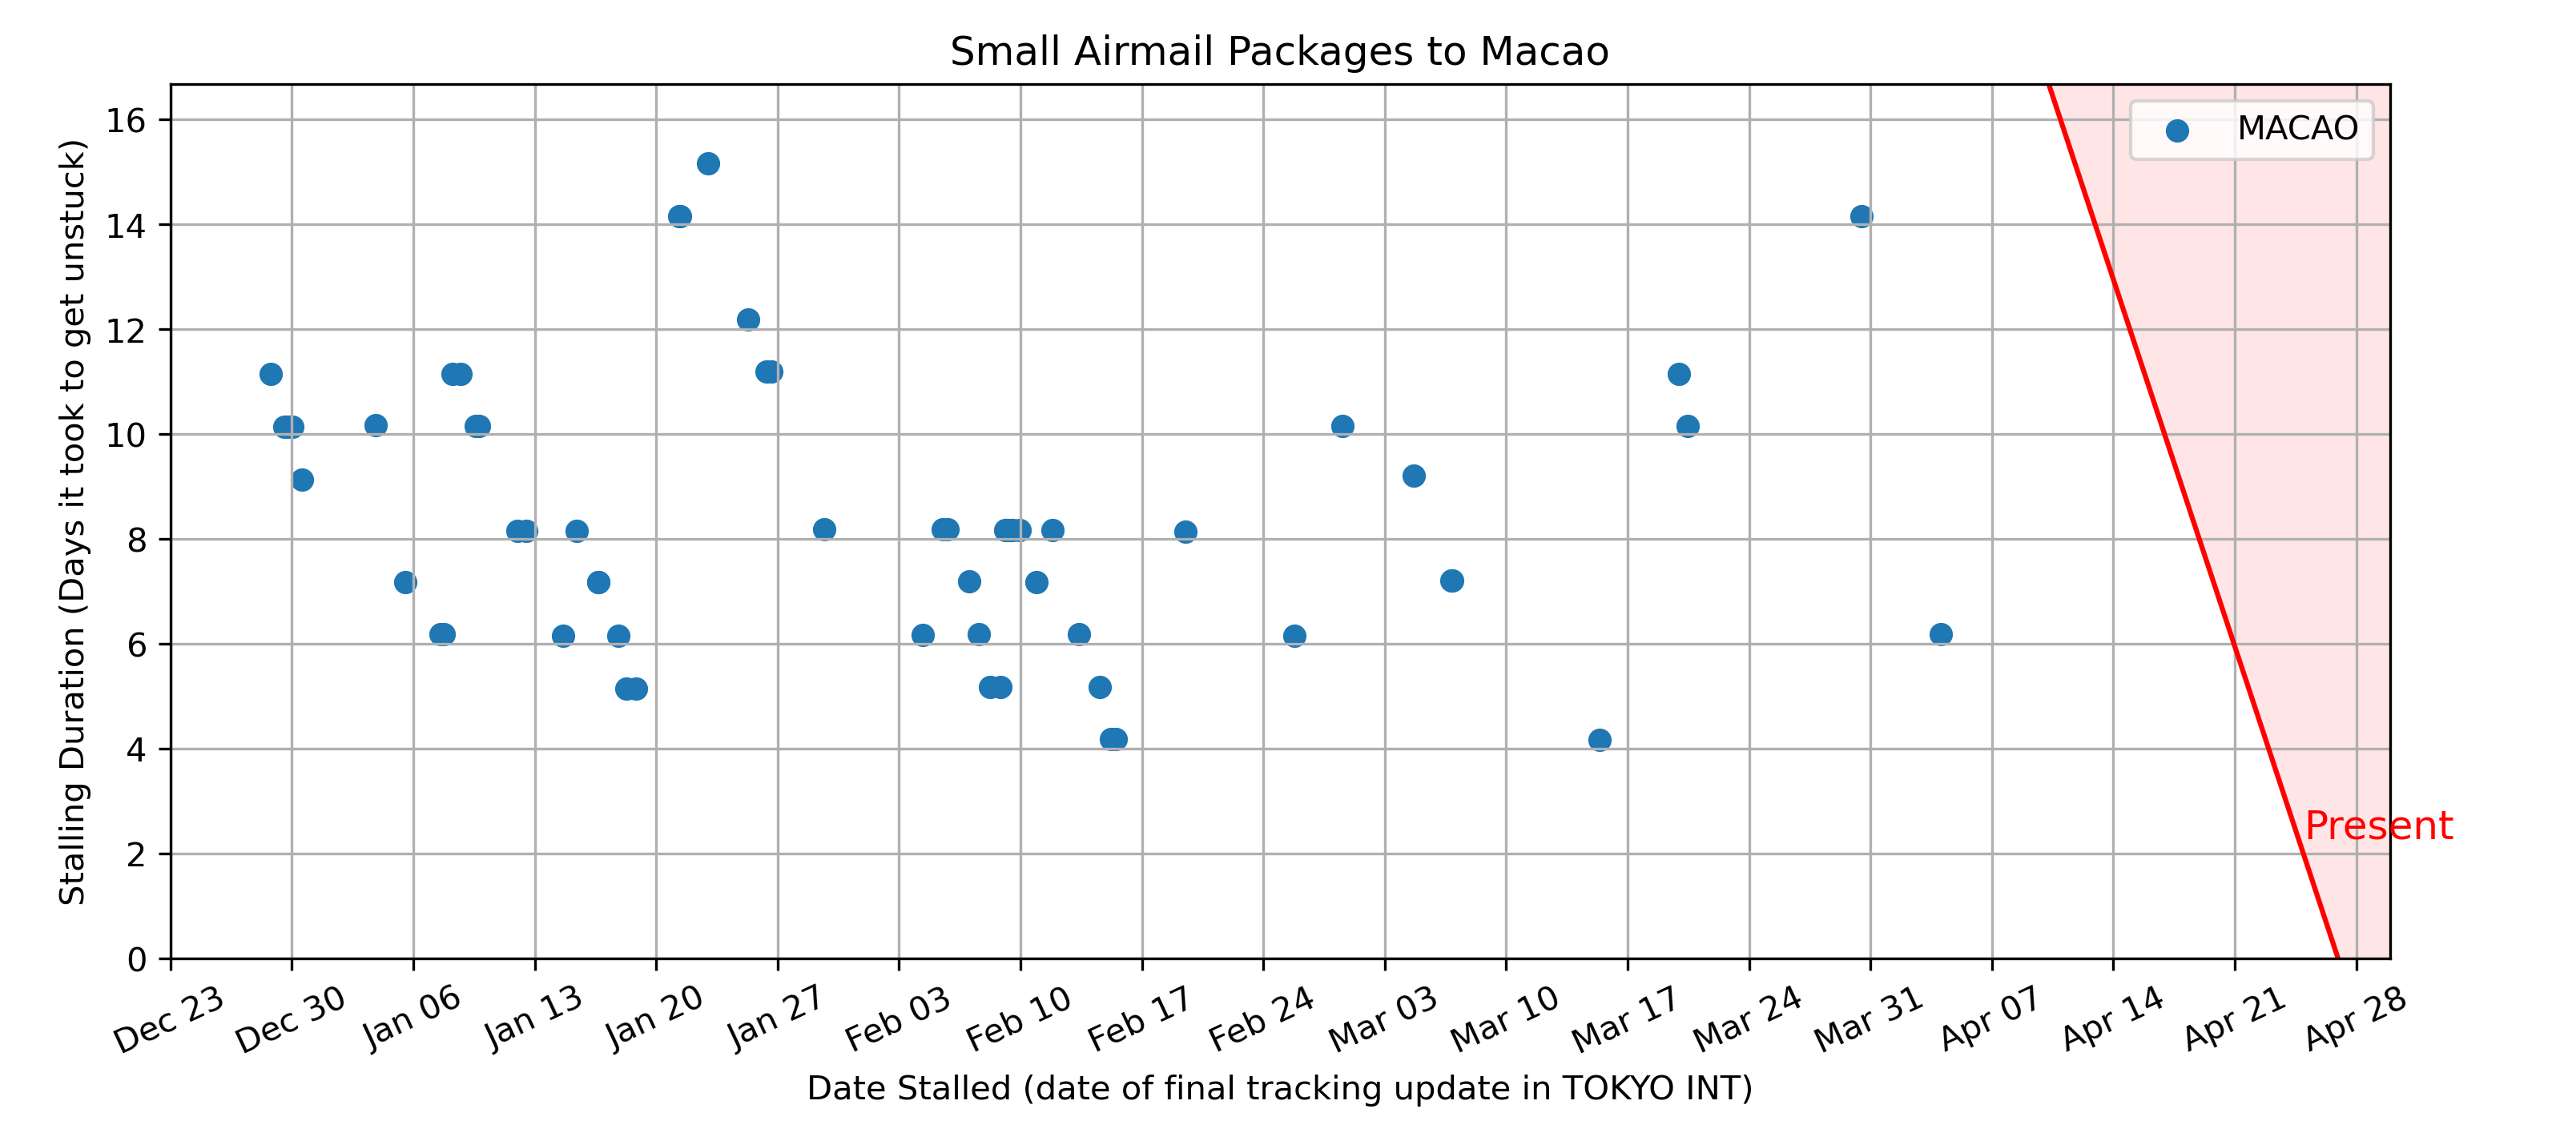 Small Airmail Packages to Macao
Stalling Duration (Days it took to get unstuck)
16
14
12
10
8
6
4
2
0
MACAO
Present
Dec 23
Dec 30
Jan 06
Jan 13
Jan 20
Jan 27
Feb 03
Feb 10
Feb 17
Feb 24
Mar 03
Mar 10
Mar 17
Mar 24
Mar 31
Apr 07
Apr 14
Apr 21
Apr 28
Date Stalled (date of final tracking update in TOKYO INT)